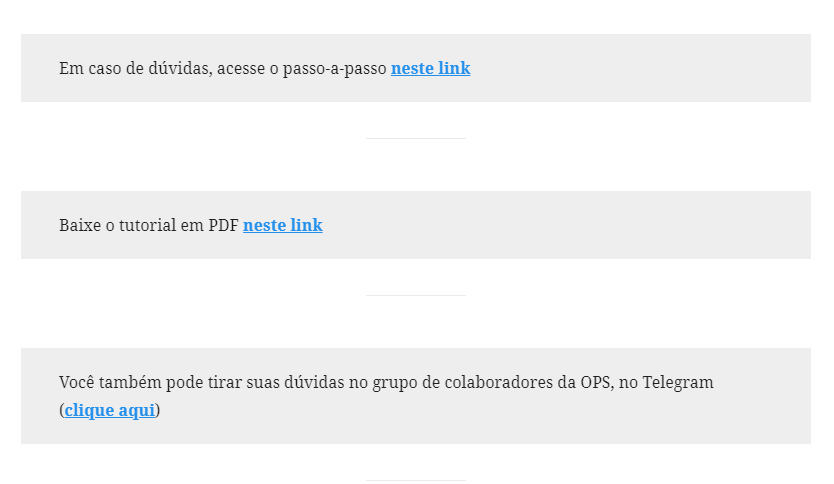 Em caso de dúvidas, acesse o passo-a-passo neste link
Baixe o tutorial em PDF neste link
Você também pode tirar suas dúvidas no grupo de colaboradores da OPS, no Telegram
(clique aqui)